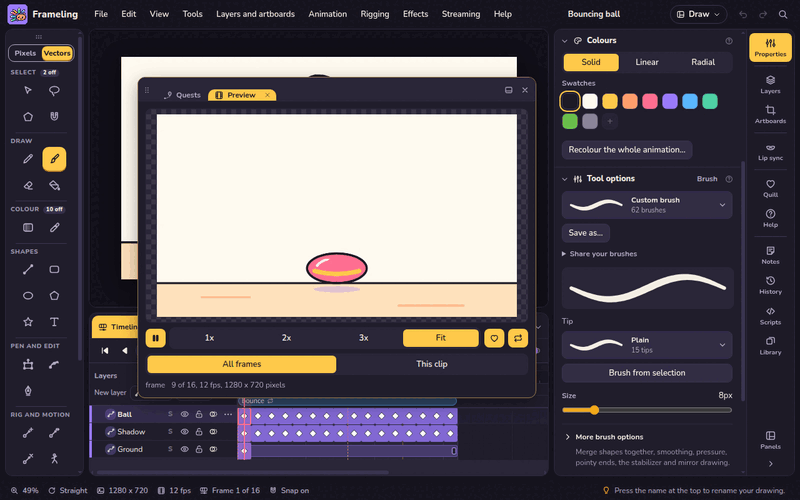 Frameling
File Edit View Tools Layers and artboards Animation Rigging Effects Streaming Help
Bouncing ball
Draw
Pixels Vectors
SELECT 2 off
DRAW
COLOUR 10 off
SHAPES
PEN AND EDIT
RIG AND MOTION
Quests Preview
1x 2x 3x Fit
All frames This clip
frame 9 of 16, 12 fps, 1280 x 720 pixels
Layers
New layer
Bounce
Ball S
Shadow S
Ground S
Colours
Solid Linear Radial
Swatches
Recolour the whole animation...
Tool options Brush
Custom brush
62 brushes
Save as...
Share your brushes
Tip
Plain
15 tips
Brush from selection
Size 8px
More brush options
Merge shapes together, smoothing, pressure,
pointy ends, the stabilizer and mirror drawing.
Properties
Layers
Artboards
Lip sync
Quill
Help
Notes
History
Scripts
Library
Panels
49% Straight 1280 x 720 12 fps Frame 1 of 16 Snap on
Press the name at the top to rename your drawing.